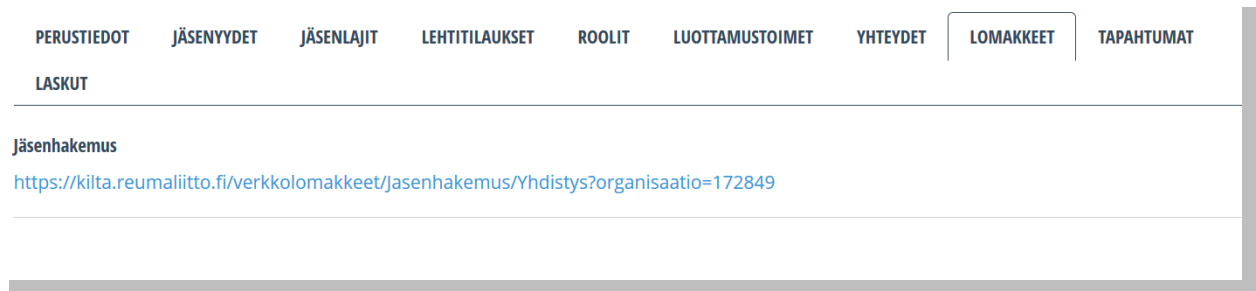 PERUSTIEDOT JÄSENYYDET JÄSENLAJIT LEHTITILAUKSET ROOLIT LUOTTAMUSTOIMET YHTEYDET LOMAKKEET TAPAHTUMAT
LASKUT
Jäsenhakemus
https://kilta.reumaliitto.fi/verkkolomakkeet/Jasenhakemus/Yhdistys?organisaatio=172849